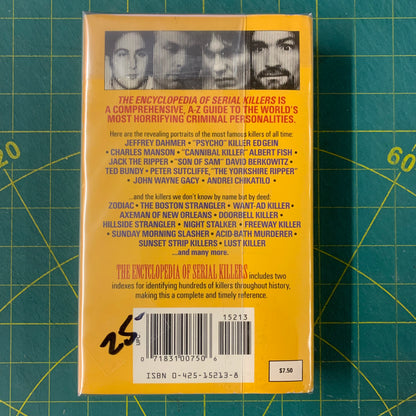 THE ENCYCLOPEDIA OF SERIAL KILLERS IS
A COMPREHENSIVE, A-Z GUIDE TO THE WORLD'S
MOST HORRIFYING CRIMINAL PERSONALITIES.
Here are the revealing portraits of the most famous killers of all time:
JEFFREY DAHMER • "PSYCHO" KILLER ED GEIN
• CHARLES MANSON • "CANNIBAL KILLER" ALBERT FISH •
JACK THE RIPPER • "SON OF SAM" DAVID BERKOWITZ •
TED BUNDY • PETER SUTCLIFFE, "THE YORKSHIRE RIPPER"
• JOHN WAYNE GACY • ANDREI CHIKATILO •
...and the killers we don't know by name but by deed:
ZODIAC • THE BOSTON STRANGLER • WANT-AD KILLER •
AXEMAN OF NEW ORLEANS • DOORBELL KILLER •
HILLSIDE STRANGLER • NIGHT STALKER • FREEWAY KILLER
• SUNDAY MORNING SLASHER • ACID-BATH MURDERER •
SUNSET STRIP KILLERS • LUST KILLER
...and many more.
THE ENCYCLOPEDIA OF SERIAL KILLERS includes two
indexes for identifying hundreds of killers throughout history,
making this a complete and timely reference.
15213
25-
0 71831 00750 6
ISBN 0-425-15213-8
$7.50
60
120